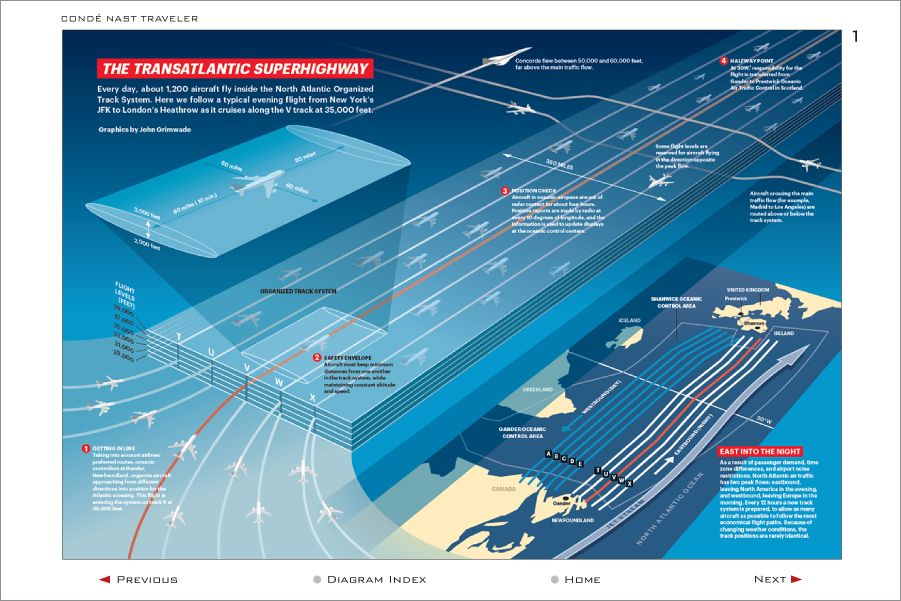 CONDÉ NAST TRAVELER
1
THE TRANSATLANTIC SUPERHIGHWAY
Every day, about 1,200 aircraft fly inside the North Atlantic Organized
Track System. Here we follow a typical evening flight from New York's
JFK to London's Heathrow as it cruises along the V track at 35,000 feet.
Graphics by John Grimwade
Concorde flew between 50,000 and 60,000 feet,
far above the main traffic flow.
4 HALFWAY POINT
At 30W,° responsibility for the
flight is transferred from
Gander to Prestwick Oceanic
Air Traffic Control in Scotland.
60 miles
80 miles
60 miles
80 miles (10 min.)
2,000 feet
2,000 feet
Some flight levels are
reserved for aircraft flying
in the direction opposite
the peak flow.
360 MILES
3 POSITION CHECK
Aircraft in oceanic airspace are out of
radar contact for about four hours.
Position reports are made by radio at
every 10 degrees of longitude, and the
information is used to update displays
at the oceanic control centers.
Aircraft crossing the main
traffic flow (for example,
Madrid to Los Angeles) are
routed above or below the
track system.
ORGANIZED TRACK SYSTEM
FLIGHT
LEVELS
(FEET)
39,000
37,000
35,000
33,000
31,000
29,000
T
U
V
W
X
2 SAFETY ENVELOPE
Aircraft must keep minimum
distances from one another
in the track system, while
maintaining constant altitude
and speed.
1 GETTING IN LINE
Taking into account airlines'
preferred routes, oceanic
controllers at Gander,
Newfoundland, organize aircraft
approaching from different
directions into position for the
Atlantic crossing. This flight is
entering the system on track V at
35,000 feet.
UNITED KINGDOM
Prestwick
SHANWICK OCEANIC
CONTROL AREA
Shannon
IRELAND
ICELAND
GREENLAND
WESTBOUND (DAY)
30°W
GANDER OCEANIC
CONTROL AREA
EASTBOUND (NIGHT)
A B C D E
T U V W X
CANADA
Gander
NEWFOUNDLAND
JET STREAM
NORTH ATLANTIC OCEAN
EAST INTO THE NIGHT
As a result of passenger demand, time
zone differences, and airport noise
restrictions, North Atlantic air traffic
has two peak flows: eastbound,
leaving North America in the evening,
and westbound, leaving Europe in the
morning. Every 12 hours a new track
system is prepared, to allow as many
aircraft as possible to follow the most
economical flight paths. Because of
changing weather conditions, the
track positions are rarely identical.
PREVIOUS
DIAGRAM INDEX
HOME
NEXT